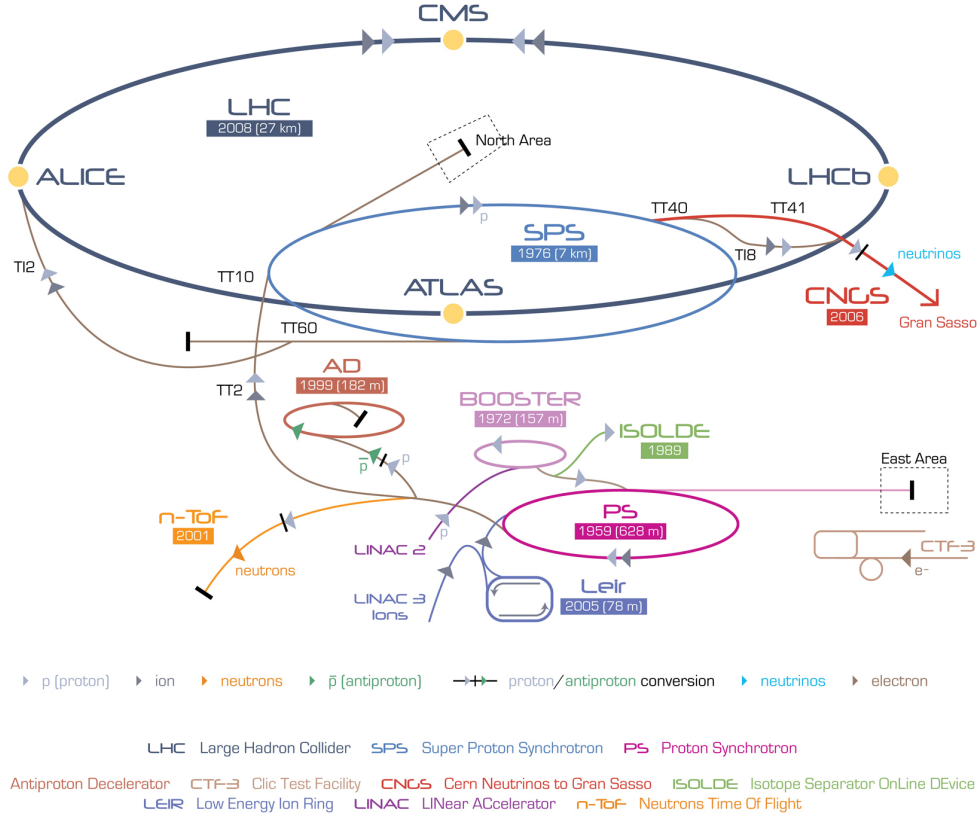 CMS
LHC
2008 (27 km)
North Area
ALICE
LHCb
TT40
TT41
p
SPS
1976 (7 km)
TI8
neutrinos
TI2
TT10
ATLAS
CNGS
2006
Gran Sasso
TT60
AD
1999 (182 m)
TT2
BOOSTER
1972 (157 m)
ISOLDE
1989
p̅
p
East Area
n-ToF
2001
PS
1959 (628 m)
p
LINAC 2
neutrons
CTF-3
e-
LINAC 3
Ions
Leir
2005 (78 m)
p (proton)
ion
neutrons
p̅ (antiproton)
proton/antiproton conversion
neutrinos
electron
LHC Large Hadron Collider SPS Super Proton Synchrotron PS Proton Synchrotron
Antiproton Decelerator CTF-3 Clic Test Facility CNGS Cern Neutrinos to Gran Sasso ISOLDE Isotope Separator OnLine DEvice
LEIR Low Energy Ion Ring LINAC LINear ACcelerator n-ToF Neutrons Time Of Flight